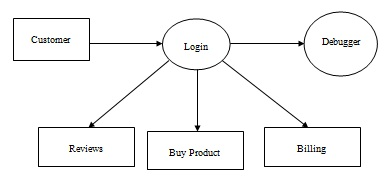 Customer
Login
Debugger
Reviews
Buy Product
Billing